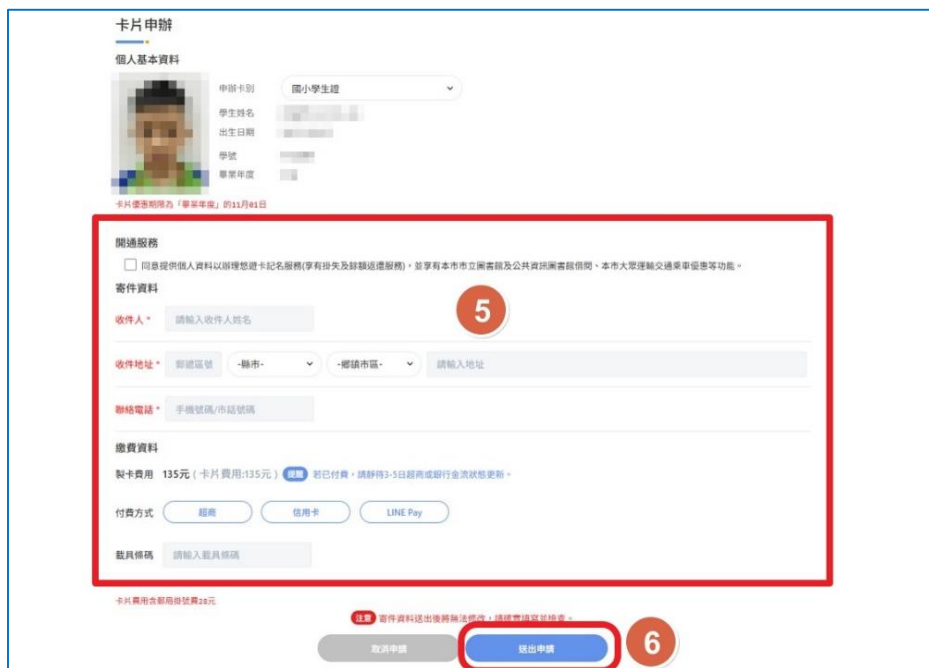 卡片申辦
個人基本資料
申辦卡別 國小學生證
學生姓名
出生日期
學號
畢業年度
卡片優惠期限為「畢業年度」的11月01日
開通服務
同意提供個人資料以辦理悠遊卡記名服務(享有掛失及餘額返還服務)，並享有本市市立圖書館及公共資訊圖書館借閱、本市大眾運輸交通乘車優惠等功能。
寄件資料
5
收件人 * 請輸入收件人姓名
收件地址 * 郵遞區號 -縣市- -鄉鎮市區- 請輸入地址
聯絡電話 * 手機號碼/市話號碼
繳費資料
製卡費用 135元 ( 卡片費用:135元 ) 提醒 若已付費，請靜待3-5日超商或銀行金流狀態更新。
付費方式 超商 信用卡 LINE Pay
載具條碼 請輸入載具條碼
卡片費用含郵局掛號費28元
注意 寄件資料送出後將無法修改，請確實填寫並檢查。
取消申請 送出申請 6